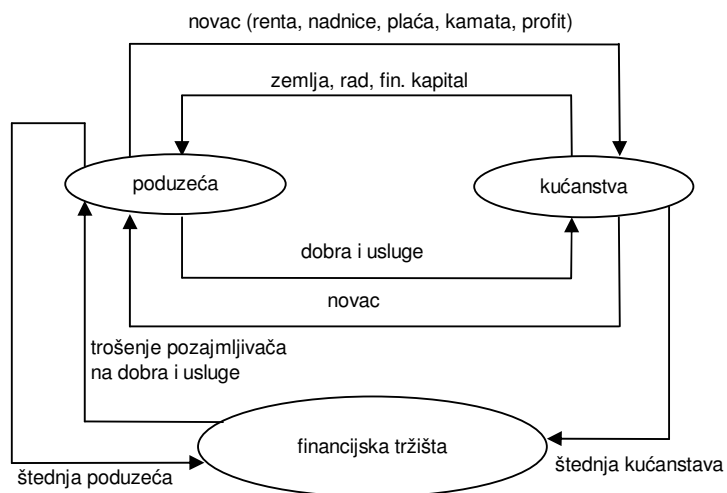 novac (renta, nadnice, plaća, kamata, profit)
zemlja, rad, fin. kapital
poduzeća
kućanstva
dobra i usluge
novac
trošenje pozajmljivača
na dobra i usluge
financijska tržišta
štednja poduzeća
štednja kućanstava